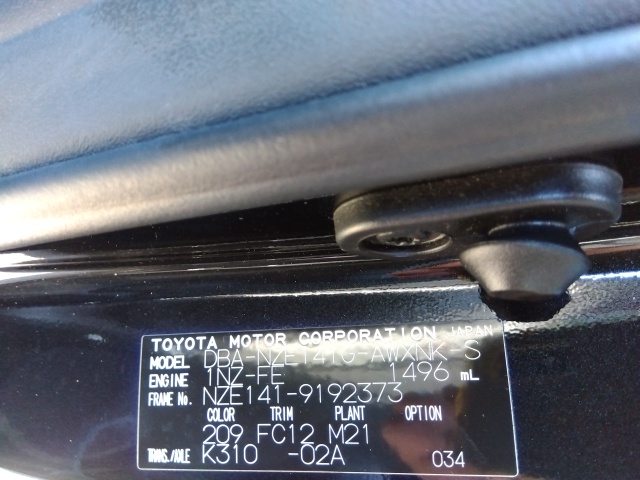 TOYOTA MOTOR CORPORATION JAPAN
MODEL DBA-NZE141G-AWXNK-S
ENGINE 1NZ-FE 1496 mL
FRAME No. NZE141-9192373
COLOR TRIM PLANT OPTION
209 FC12 M21
TRANS./AXLE K310 -02A 034